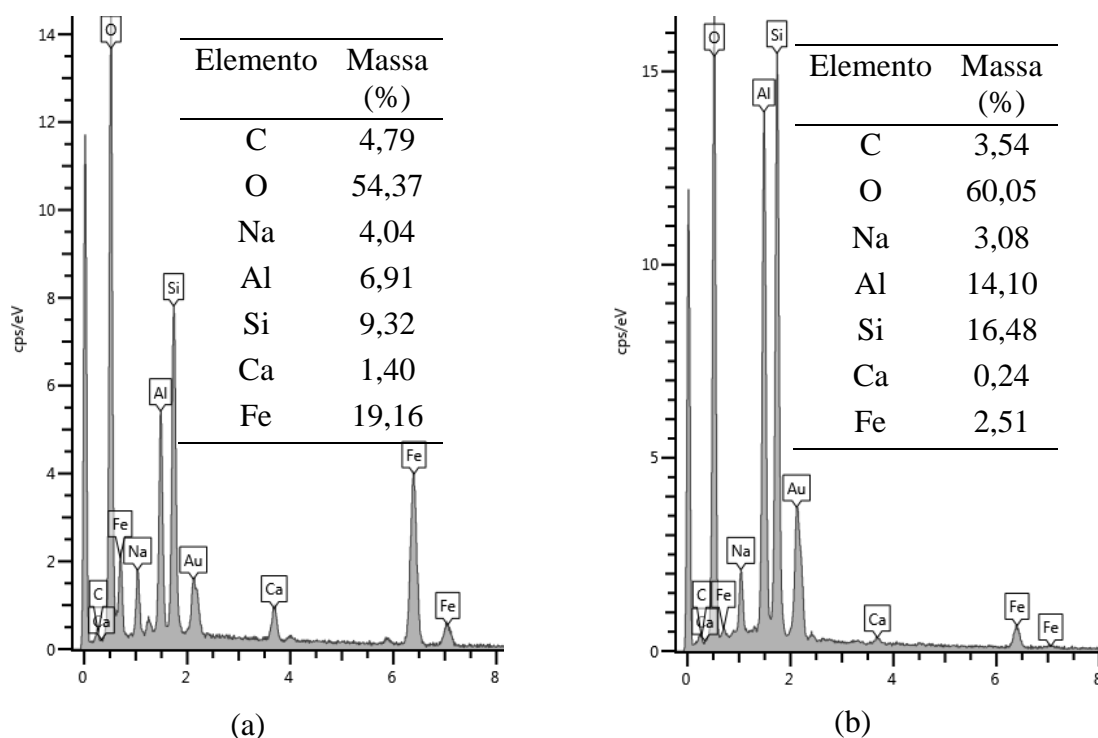 14
12
10
8
6
4
2
0
cps/eV
O
Si
Al
Fe
Na
C
Ca
Au
Ca
Fe
Fe
0
2
4
6
8
Elemento Massa
(%)
C 4,79
O 54,37
Na 4,04
Al 6,91
Si 9,32
Ca 1,40
Fe 19,16
(a)
15
10
5
0
cps/eV
O
Si
Al
Au
Na
C
Fe
Ca
Ca
Fe
Fe
0
2
4
6
8
Elemento Massa
(%)
C 3,54
O 60,05
Na 3,08
Al 14,10
Si 16,48
Ca 0,24
Fe 2,51
(b)